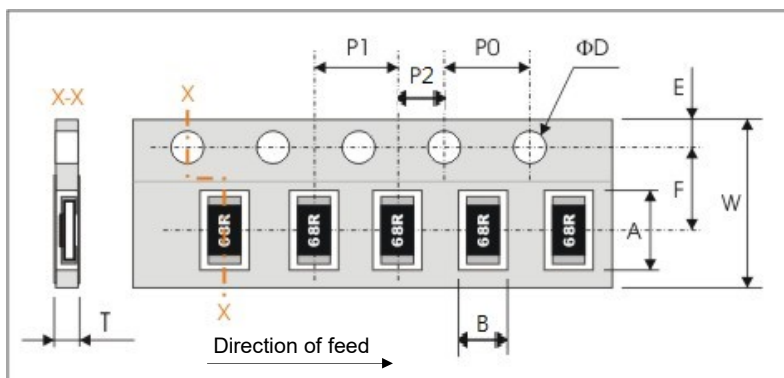 P1
P0
ΦD
P2
E
X-X
X
F
W
A
68R
68R
68R
68R
68R
X
T
B
Direction of feed